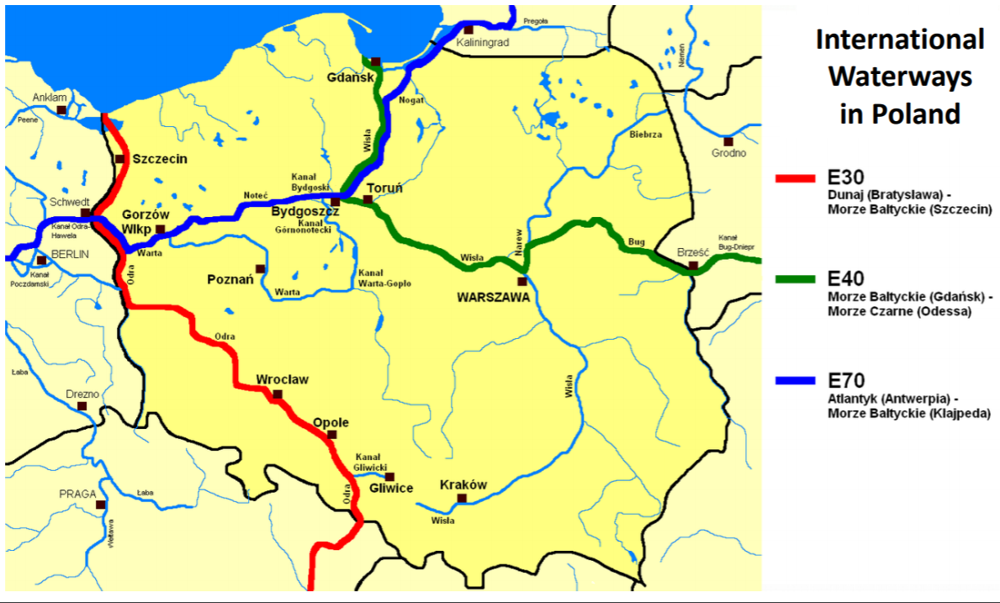 International
Waterways
in Poland
E30
Dunaj (Bratysława) -
Morze Bałtyckie (Szczecin)
E40
Morze Bałtyckie (Gdańsk) -
Morze Czarne (Odessa)
E70
Atlantyk (Antwerpia) -
Morze Bałtyckie (Kłajpeda)
Pregoła
Kaliningrad
Niemen
Gdańsk
Anklam
Peene
Nogat
Wisła
Biebrza
Grodno
Szczecin
Kanał
Bydgoski
Toruń
Noteć
Schwedt
Gorzów
Wlkp
Bydgoszcz
Kanał
Górnonotecki
Kanał Odra-
Hawela
Warta
BERLIN
Kanał
Poczdamski
Odra
Narew
Bug
Kanał
Bug-Dniepr
Brześć
Wisła
Poznań
Warta
Kanał
Warta-Gopło
WARSZAWA
Odra
Łaba
Wrocław
Wisła
Drezno
Opole
Kanał
Gliwicki
Gliwice
Odra
Kraków
Wisła
PRAGA
Łaba
Wełtawa